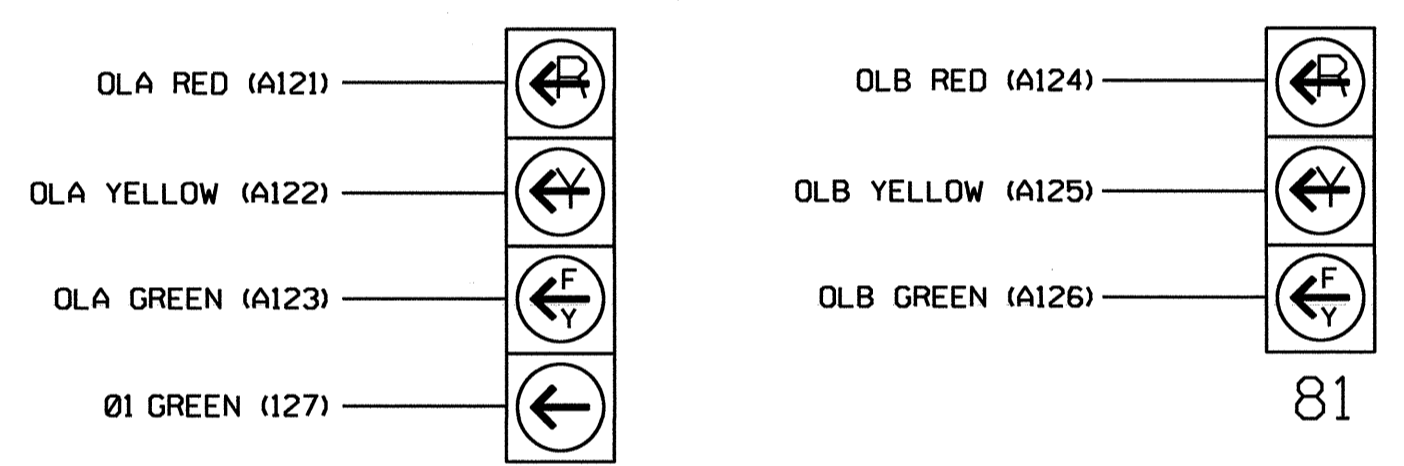 OLA RED (A121)
R
OLA YELLOW (A122)
Y
OLA GREEN (A123)
F
Y
Ø1 GREEN (127)
OLB RED (A124)
R
OLB YELLOW (A125)
Y
OLB GREEN (A126)
F
Y
81